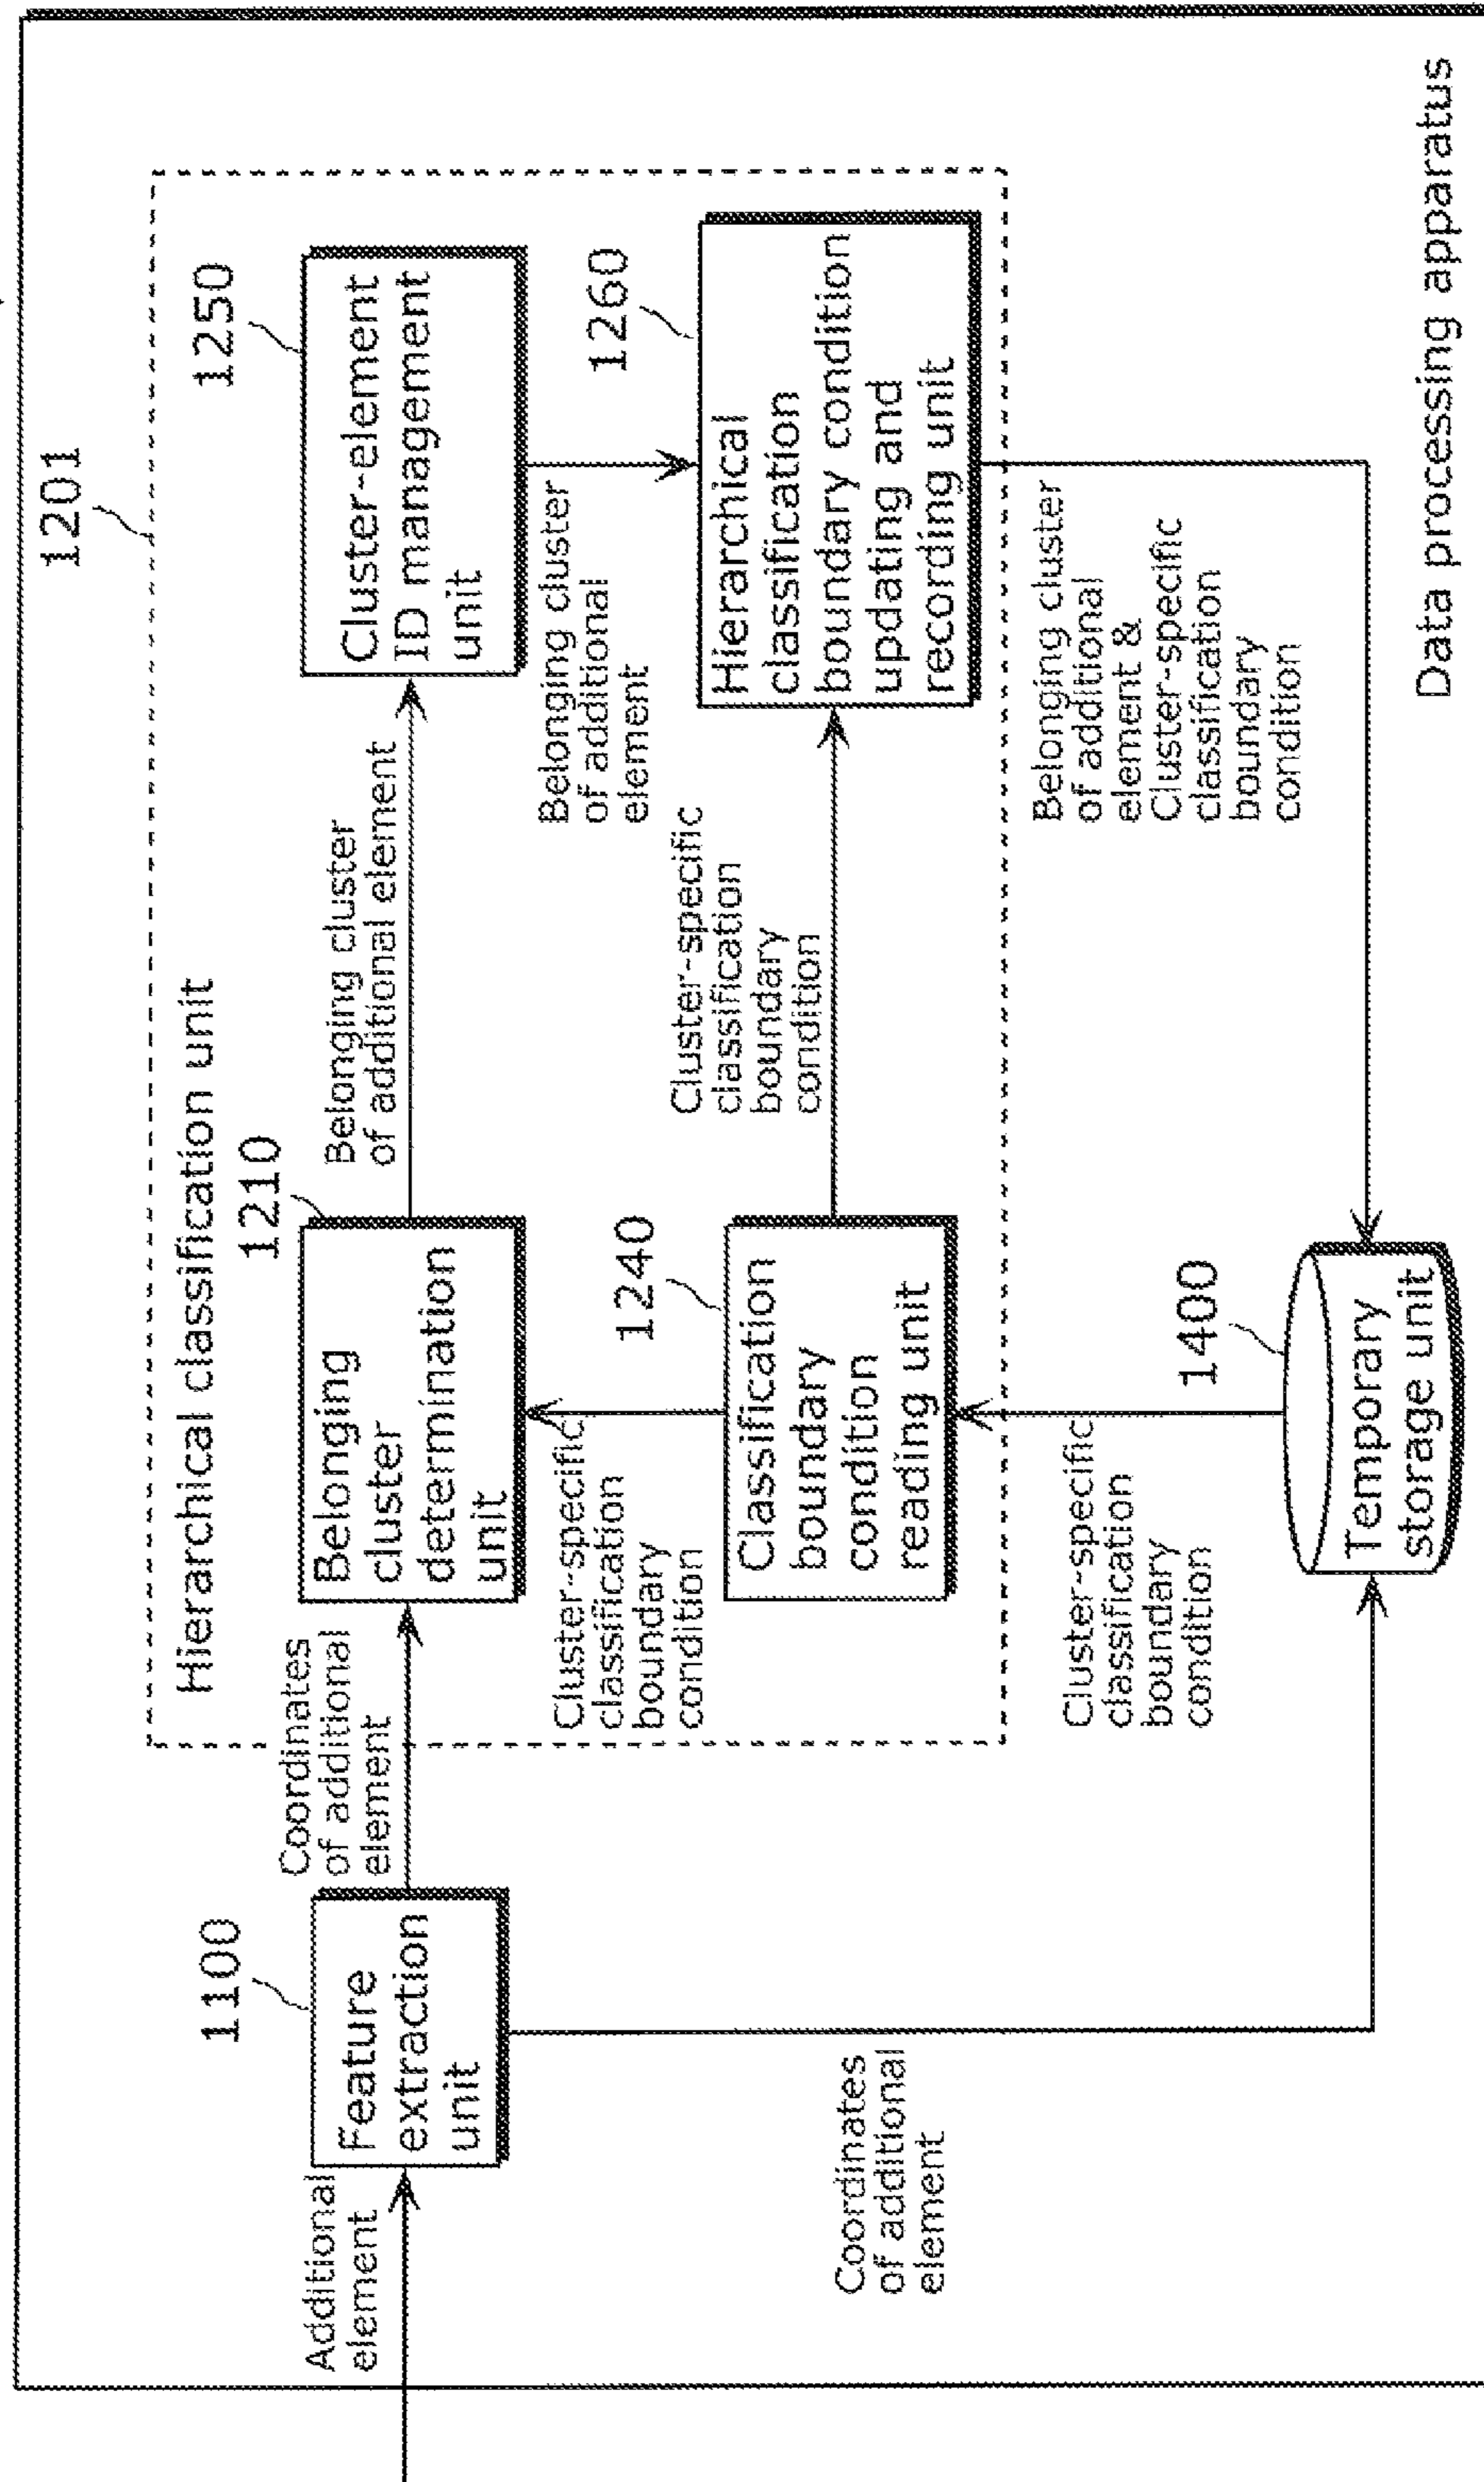 1201
Hierarchical classification unit
1100
Additional
element
Feature
extraction
unit
Coordinates
of additional
element
1210
Belonging
cluster
determination
unit
Belonging cluster
of additional element
1250
Cluster-element
ID management
unit
Cluster-specific
classification
boundary
condition
Belonging cluster
of additional
element
1240
Classification
boundary
condition
reading unit
Cluster-specific
classification
boundary
condition
1260
Hierarchical
classification
boundary condition
updating and
recording unit
Coordinates
of additional
element
Cluster-specific
classification
boundary
condition
Belonging cluster
of additional
element &
Cluster-specific
classification
boundary
condition
1400
Temporary
storage unit
Data processing apparatus